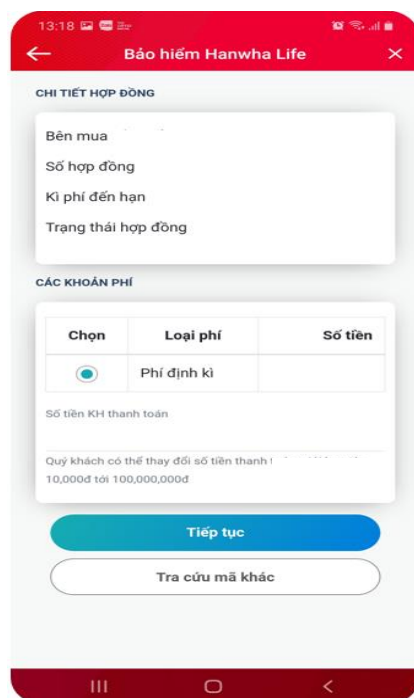 13:18
Bảo hiểm Hanwha Life
CHI TIẾT HỢP ĐỒNG
Bên mua
Số hợp đồng
Kì phí đến hạn
Trạng thái hợp đồng
CÁC KHOẢN PHÍ
Chọn Loại phí Số tiền
Phí định kì
Số tiền KH thanh toán
Quý khách có thể thay đổi số tiền thanh
10,000đ tới 100,000,000đ
Tiếp tục
Tra cứu mã khác